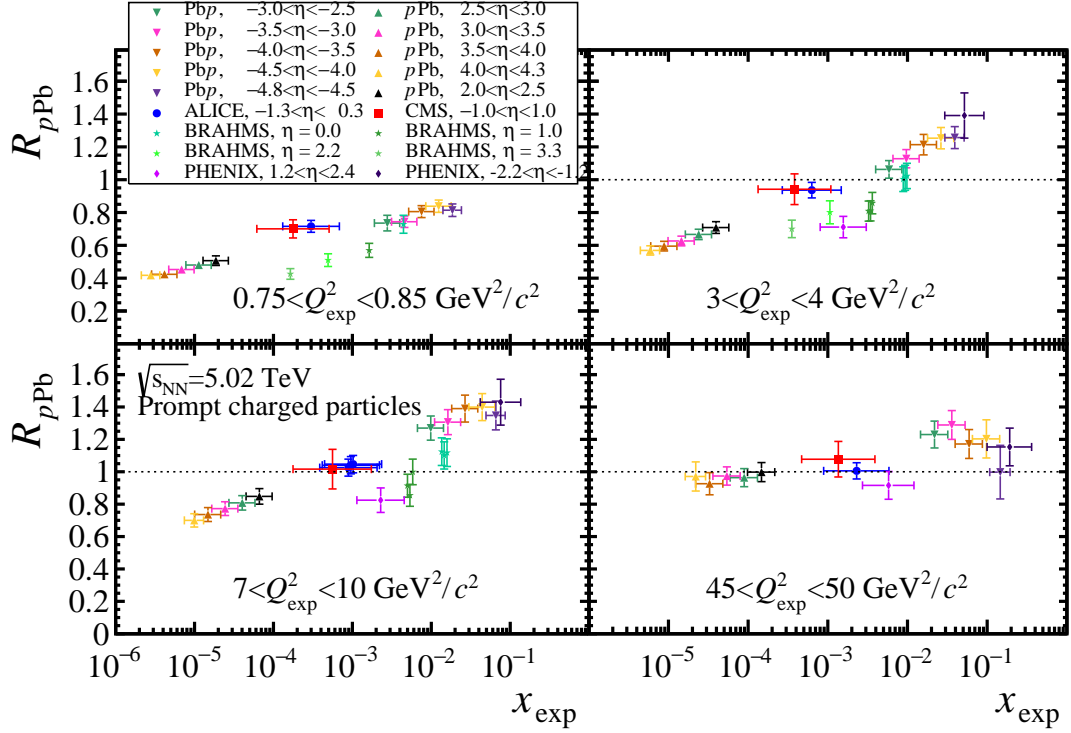 Pbp, −3.0<η<−2.5 pPb, 2.5<η<3.0
Pbp, −3.5<η<−3.0 pPb, 3.0<η<3.5
Pbp, −4.0<η<−3.5 pPb, 3.5<η<4.0
Pbp, −4.5<η<−4.0 pPb, 4.0<η<4.3
Pbp, −4.8<η<−4.5 pPb, 2.0<η<2.5
ALICE, −1.3<η< 0.3 CMS, −1.0<η<1.0
BRAHMS, η = 0.0 BRAHMS, η = 1.0
BRAHMS, η = 2.2 BRAHMS, η = 3.3
PHENIX, 1.2<η<2.4 PHENIX, -2.2<η<-1.2
R_pPb
1.6
1.4
1.2
1
0.8
0.6
0.4
0.2
0.75<Q²_exp<0.85 GeV²/c²
3<Q²_exp<4 GeV²/c²
R_pPb
1.6
1.4
1.2
1
0.8
0.6
0.4
0.2
0
√s_NN=5.02 TeV
Prompt charged particles
7<Q²_exp<10 GeV²/c²
45<Q²_exp<50 GeV²/c²
10⁻⁶ 10⁻⁵ 10⁻⁴ 10⁻³ 10⁻² 10⁻¹ 10⁻⁵ 10⁻⁴ 10⁻³ 10⁻² 10⁻¹
x_exp x_exp